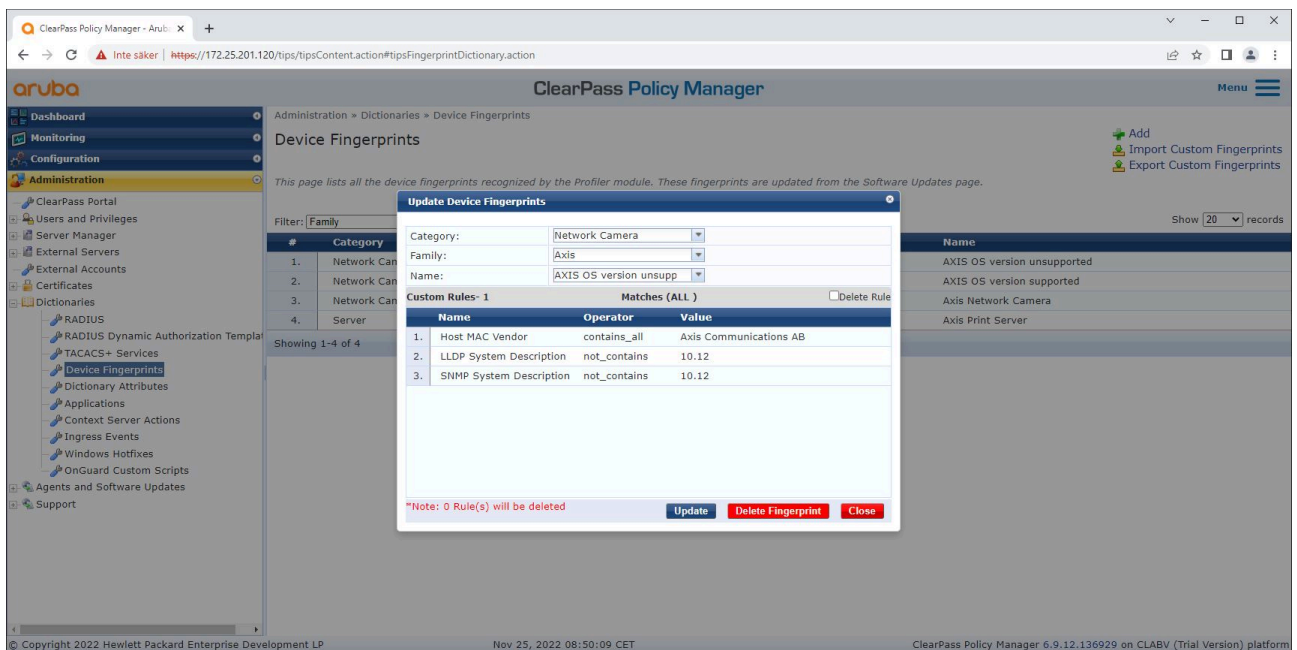 ClearPass Policy Manager - Aruba
Inte säker | https://172.25.201.120/tips/tipsContent.action#tipsFingerprintDictionary.action
aruba
ClearPass Policy Manager
Menu
Dashboard
Monitoring
Configuration
Administration
ClearPass Portal
Users and Privileges
Server Manager
External Servers
External Accounts
Certificates
Dictionaries
RADIUS
RADIUS Dynamic Authorization Templat
TACACS+ Services
Device Fingerprints
Dictionary Attributes
Applications
Context Server Actions
Ingress Events
Windows Hotfixes
OnGuard Custom Scripts
Agents and Software Updates
Support
Administration » Dictionaries » Device Fingerprints
Device Fingerprints
Add
Import Custom Fingerprints
Export Custom Fingerprints
This page lists all the device fingerprints recognized by the Profiler module. These fingerprints are updated from the Software Updates page.
Filter: Family
Show 20 records
# Category Name
1. Network Cam AXIS OS version unsupported
2. Network Cam AXIS OS version supported
3. Network Cam Axis Network Camera
4. Server Axis Print Server
Showing 1-4 of 4
Update Device Fingerprints
Category: Network Camera
Family: Axis
Name: AXIS OS version unsupp
Custom Rules- 1 Matches (ALL ) Delete Rule
Name Operator Value
1. Host MAC Vendor contains_all Axis Communications AB
2. LLDP System Description not_contains 10.12
3. SNMP System Description not_contains 10.12
*Note: 0 Rule(s) will be deleted
Update Delete Fingerprint Close
© Copyright 2022 Hewlett Packard Enterprise Development LP Nov 25, 2022 08:50:09 CET ClearPass Policy Manager 6.9.12.136929 on CLABV (Trial Version) platform